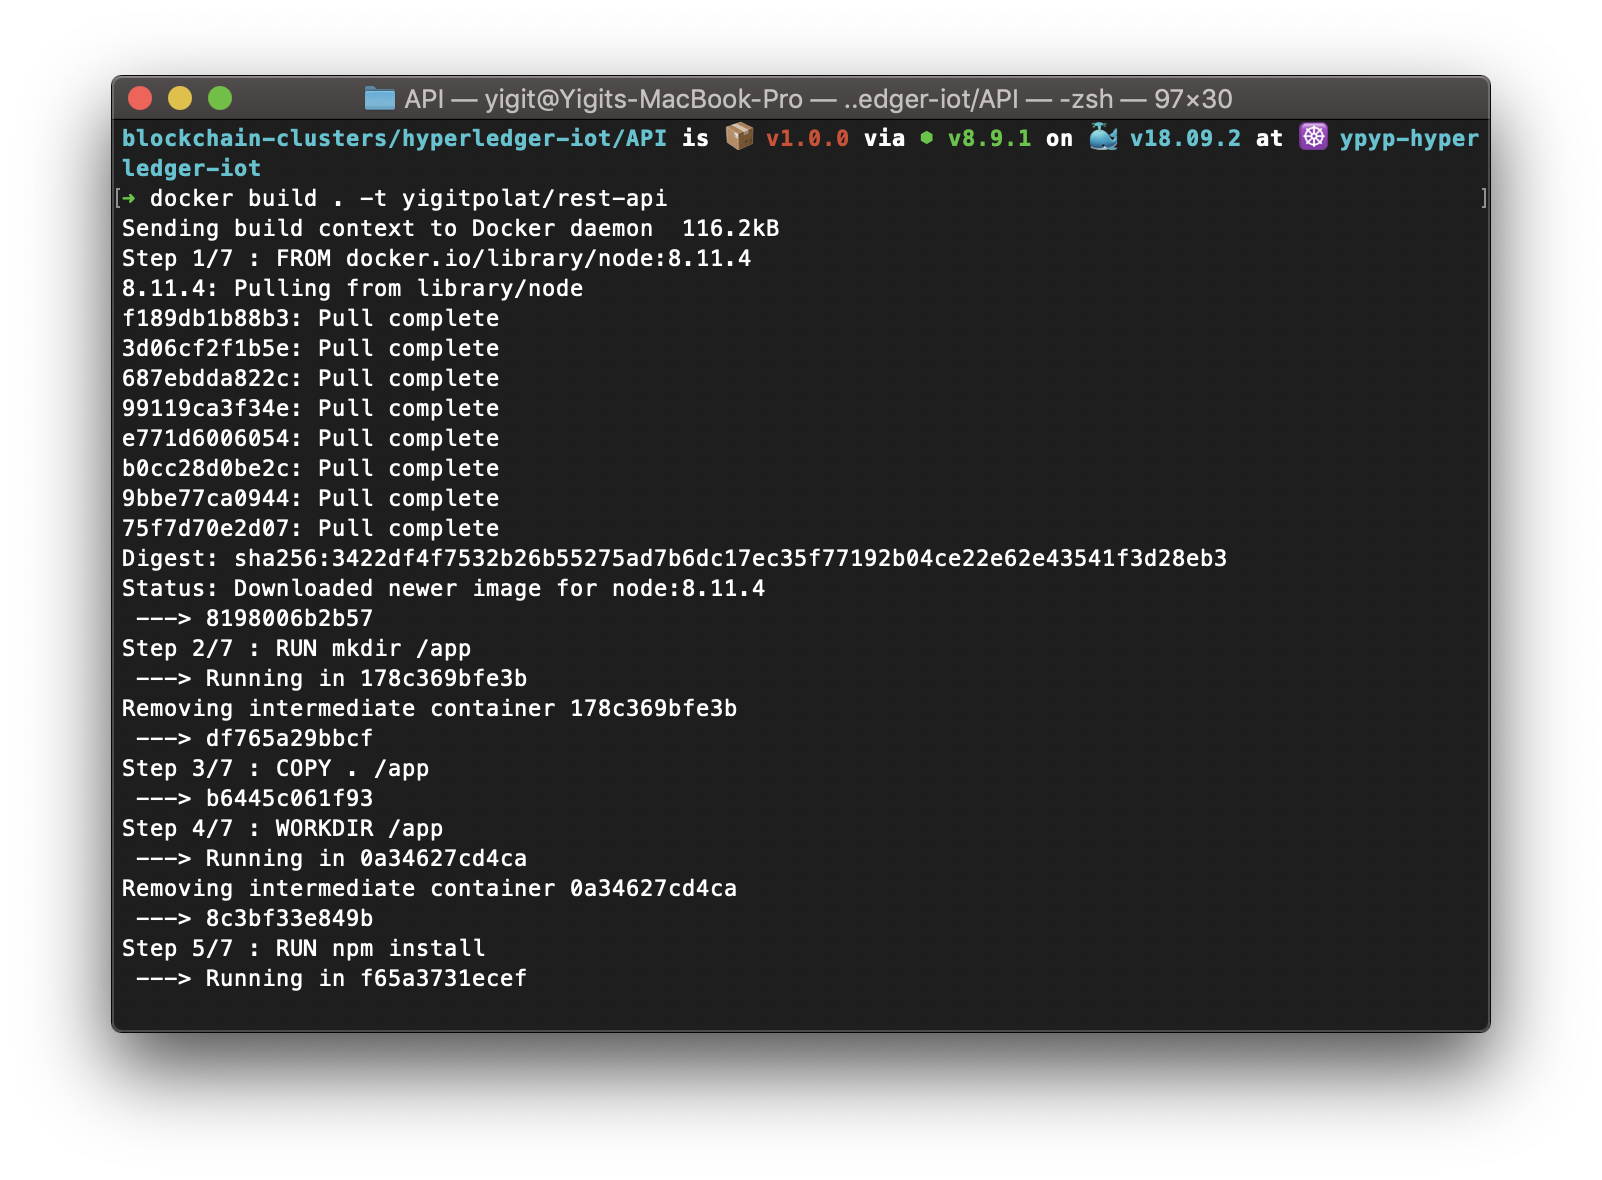 API — yigit@Yigits-MacBook-Pro — ..edger-iot/API — -zsh — 97×30
blockchain-clusters/hyperledger-iot/API is 📦 v1.0.0 via ⬢ v8.9.1 on 🐳 v18.09.2 at ☸️ ypyp-hyper
ledger-iot
[➜ docker build . -t yigitpolat/rest-api ]
Sending build context to Docker daemon  116.2kB
Step 1/7 : FROM docker.io/library/node:8.11.4
8.11.4: Pulling from library/node
f189db1b88b3: Pull complete
3d06cf2f1b5e: Pull complete
687ebdda822c: Pull complete
99119ca3f34e: Pull complete
e771d6006054: Pull complete
b0cc28d0be2c: Pull complete
9bbe77ca0944: Pull complete
75f7d70e2d07: Pull complete
Digest: sha256:3422df4f7532b26b55275ad7b6dc17ec35f77192b04ce22e62e43541f3d28eb3
Status: Downloaded newer image for node:8.11.4
 ---> 8198006b2b57
Step 2/7 : RUN mkdir /app
 ---> Running in 178c369bfe3b
Removing intermediate container 178c369bfe3b
 ---> df765a29bbcf
Step 3/7 : COPY . /app
 ---> b6445c061f93
Step 4/7 : WORKDIR /app
 ---> Running in 0a34627cd4ca
Removing intermediate container 0a34627cd4ca
 ---> 8c3bf33e849b
Step 5/7 : RUN npm install
 ---> Running in f65a3731ecef